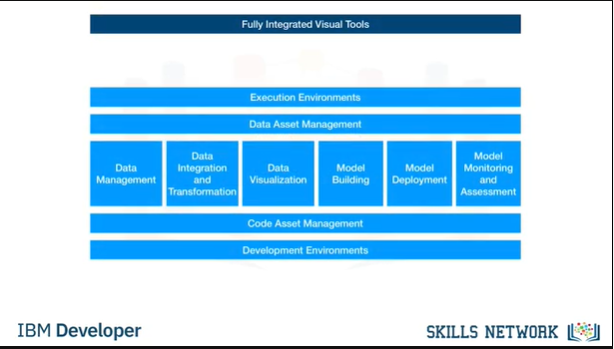 Fully Integrated Visual Tools
Execution Environments
Data Asset Management
Data
Management
Data
Integration
and
Transformation
Data
Visualization
Model
Building
Model
Deployment
Model
Monitoring
and
Assessment
Code Asset Management
Development Environments
IBM Developer
SKILLS NETWORK